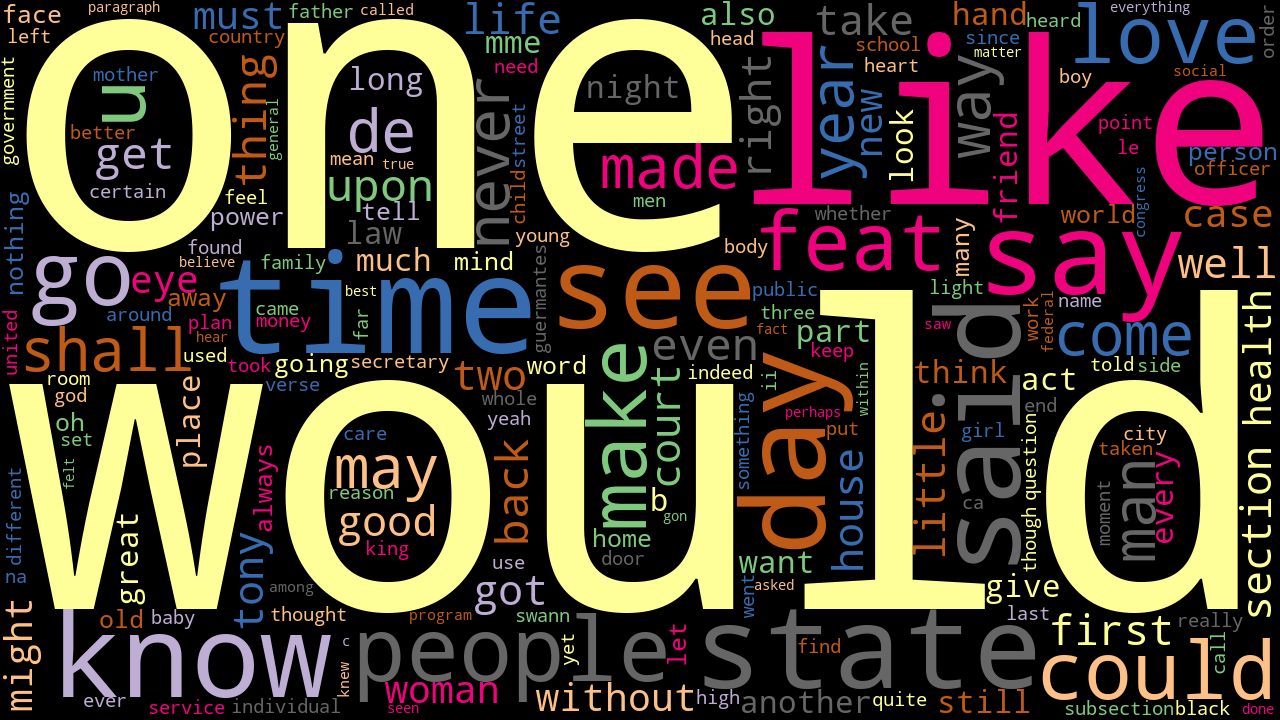 one
like
would
time
say
see
said
day
know
people
state
could
love
feat
go
shall
come
make
made
may
never
year
way
life
must
face
left
paragraph
father
called
country
mme
need
long
night
head
also
take
school
heart
hand
heard
since
matter
everything
order
social
boy
mother
u
better
get
certain
thing
general
government
de
mean
true
upon
tell
law
childstreet
young
men
right
new
look
friend
point
le
person
officer
congress
world
case
whether
many
well
body
feel
power
found
believe
family
much
mind
nothing
eye
away
around
plan
came
money
hear
best
far
guermantes
public
three
fact
part
keep
light
saw
work
federal
name
united
used
took
going
secretary
word
even
indeed
two
whole
yeah
verse
room
god
oh
set
felt
place
care
reason
good
king
back
court
b
gon
home
door
something
ii
within
perhaps
put
think
act
told
side
end
girl
ca
little
house
question
though
city
taken
moment
man
every
section
health
different
na
great
always
tony
use
got
among
thought
want
went
asked
give
last
really
first
call
might
old
baby
program
swann
yet
let
find
c
knew
ever
service
individual
woman
seen
without
high
another
quite
still
subsection
black
done